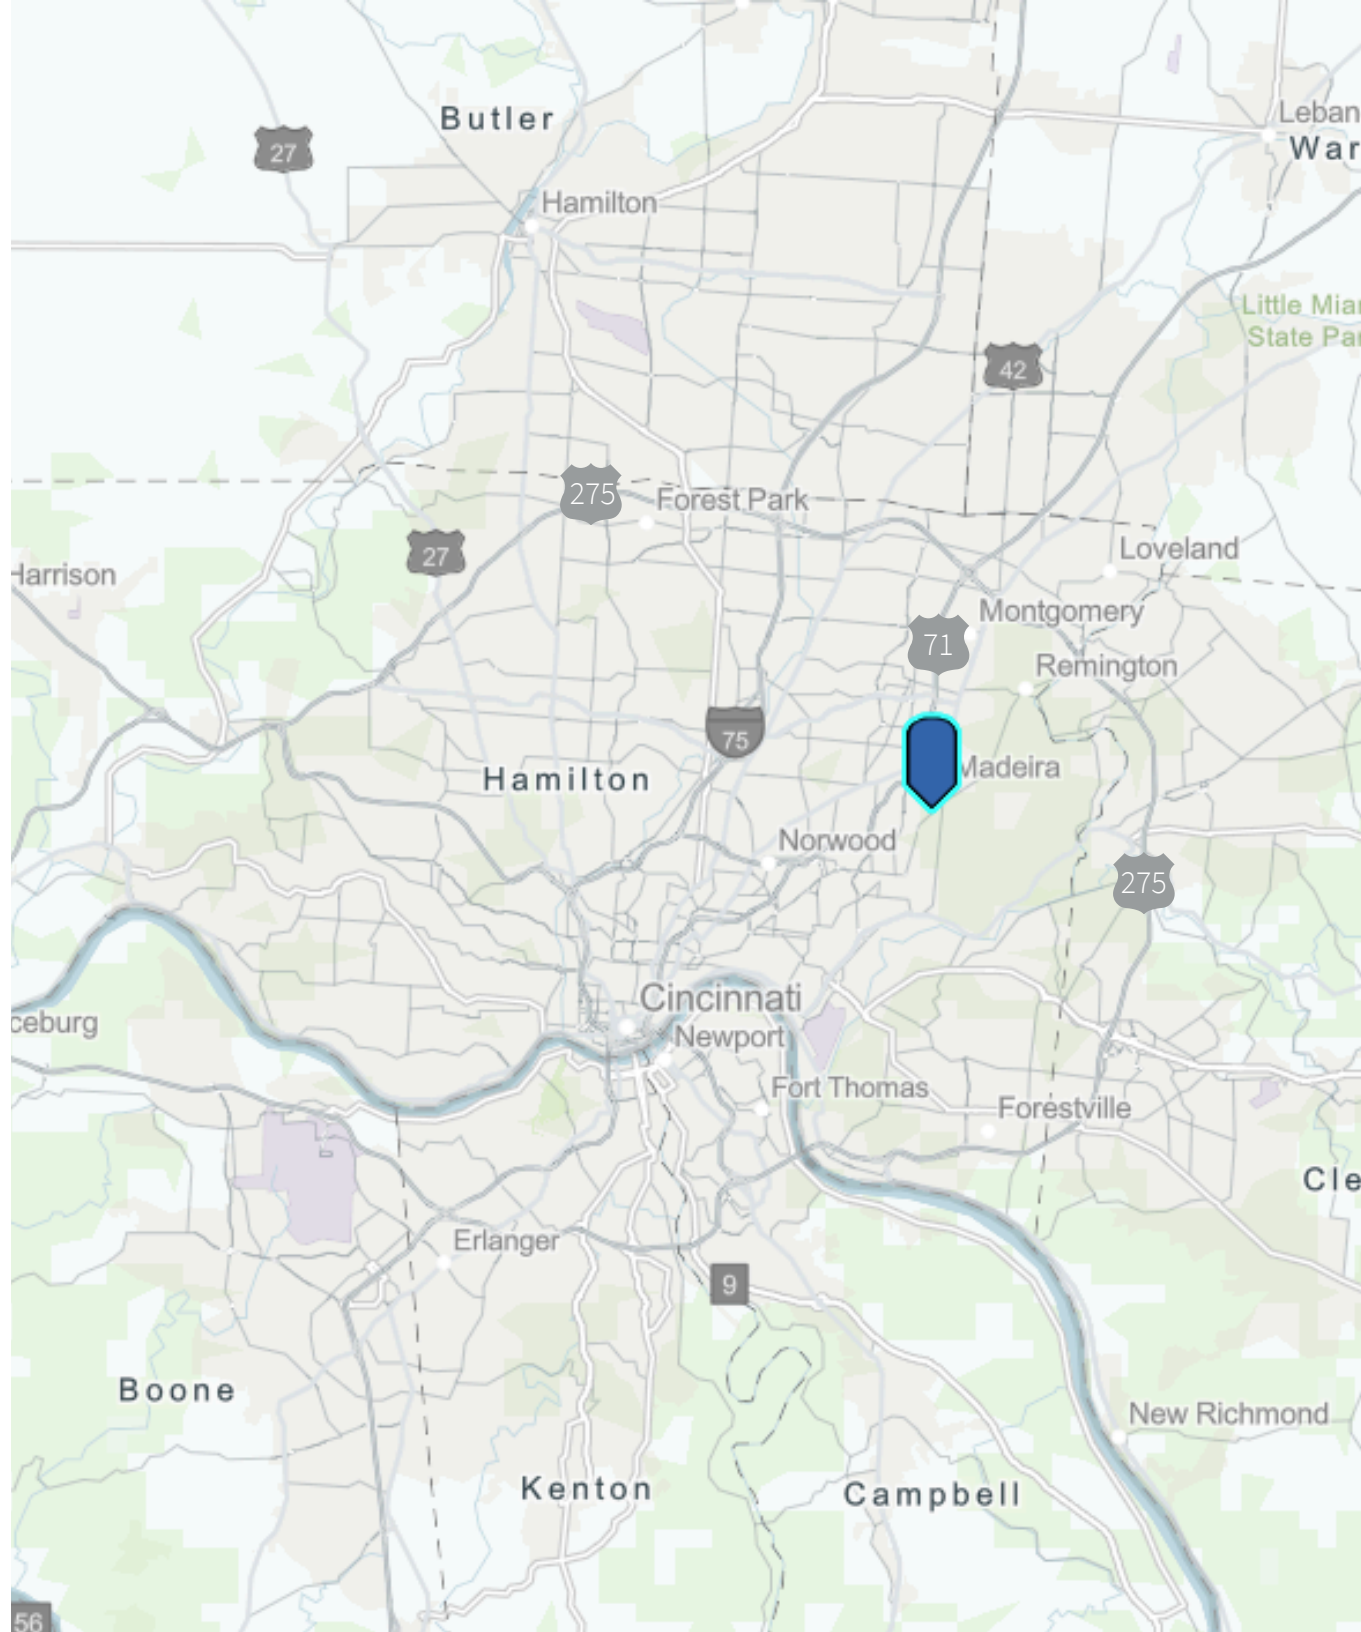 Butler
Leban
War
27
Hamilton
Little Miar
State Par
42
275
Forest Park
27
Loveland
Harrison
Montgomery
71
Remington
75
Hamilton
Madeira
Norwood
275
Cincinnati
ceburg
Newport
Fort Thomas
Forestville
Cle
Erlanger
9
Boone
New Richmond
Kenton
Campbell
56